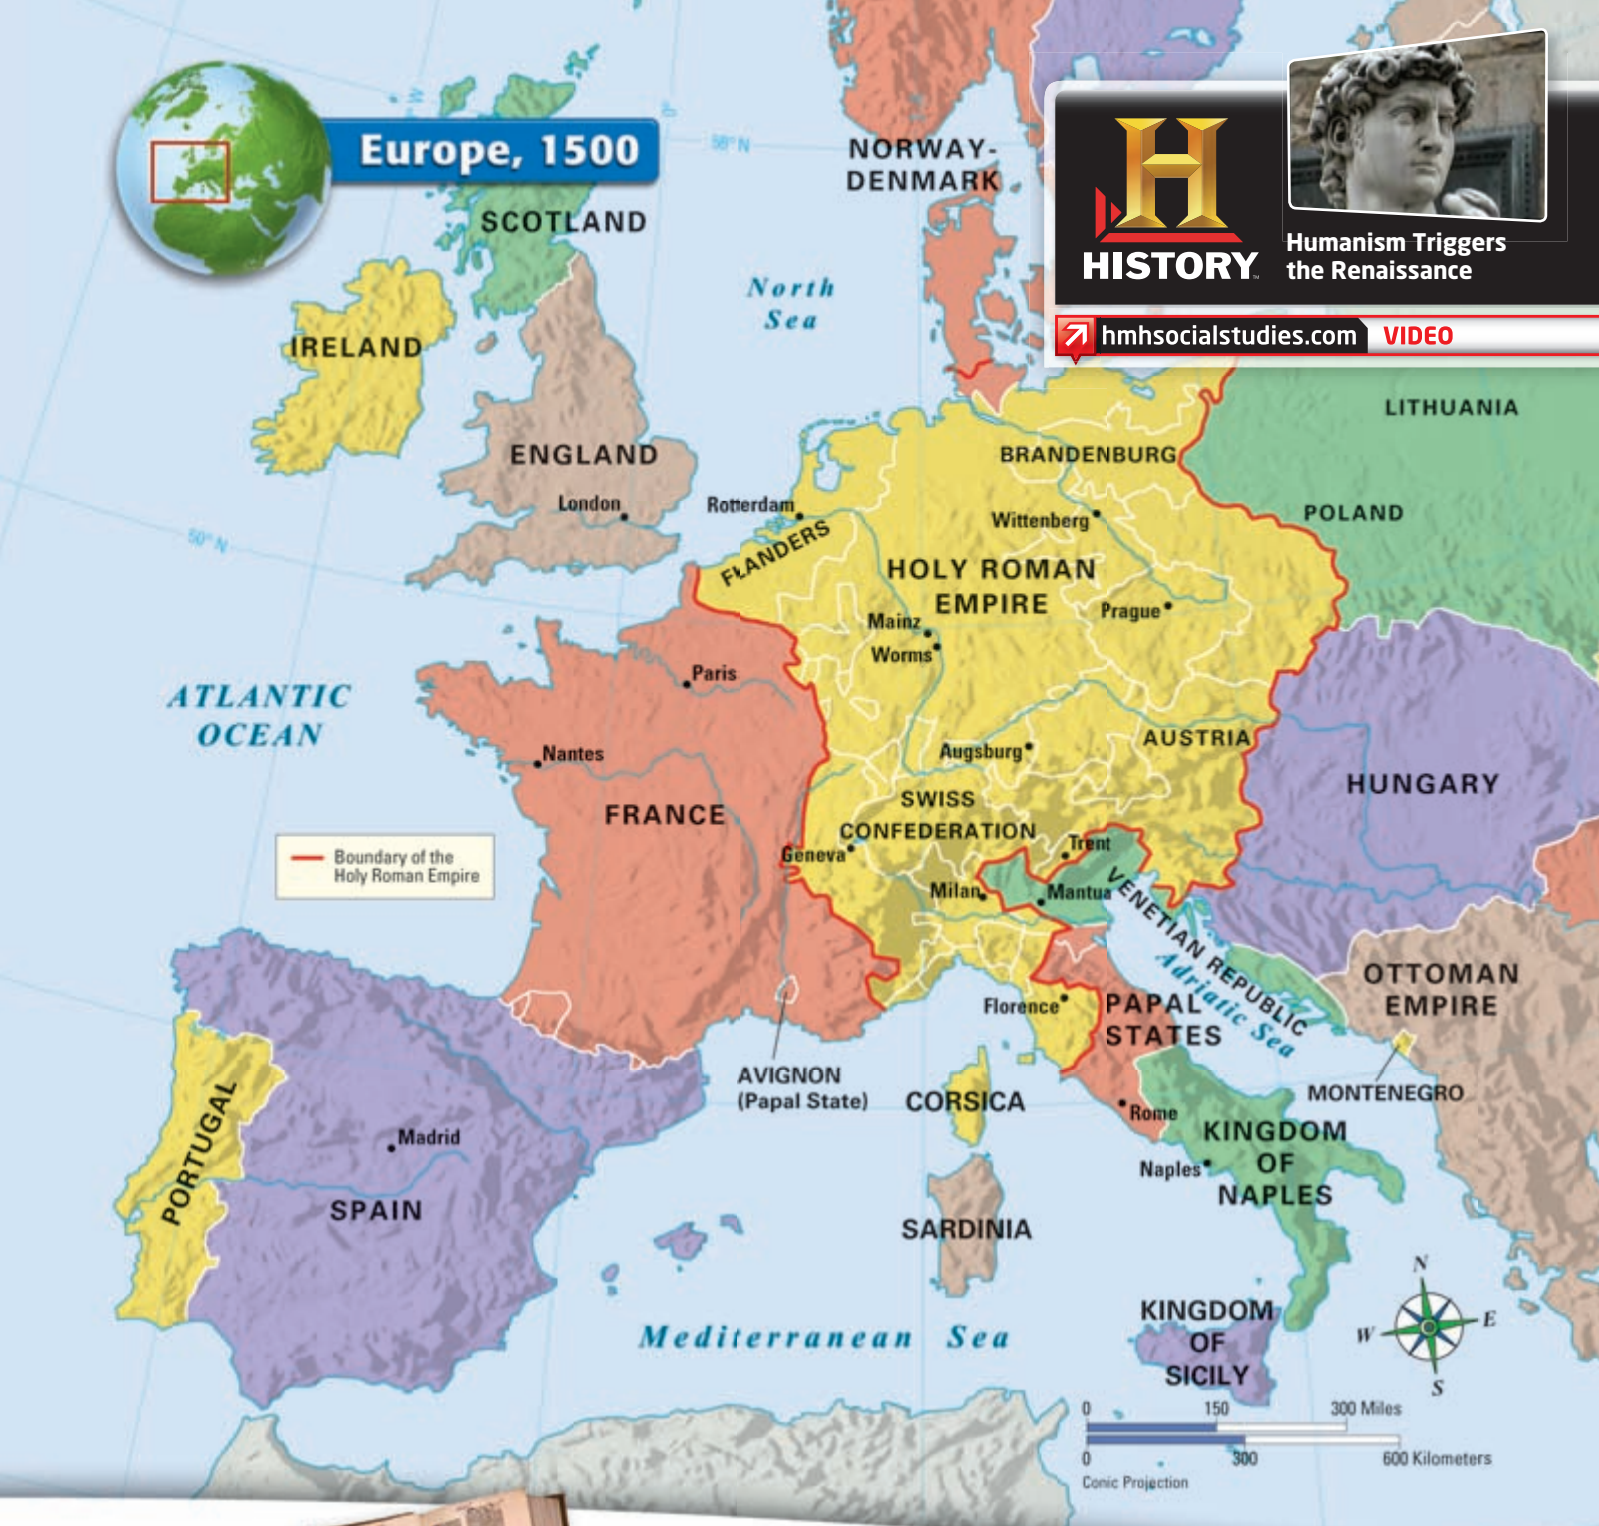 Europe, 1500
H
HISTORY
Humanism Triggers
the Renaissance
hmhsocialstudies.com VIDEO
58° N
0°
NORWAY-
DENMARK
SCOTLAND
North
Sea
IRELAND
ENGLAND
London
50° N
LITHUANIA
POLAND
BRANDENBURG
Rotterdam
FLANDERS
Wittenberg
HOLY ROMAN
EMPIRE
Prague
Mainz
Worms
Paris
ATLANTIC
OCEAN
Nantes
FRANCE
Augsburg
AUSTRIA
HUNGARY
SWISS
CONFEDERATION
Geneva
Trent
Milan
Mantua
VENETIAN REPUBLIC
Adriatic Sea
Boundary of the
Holy Roman Empire
OTTOMAN
EMPIRE
Florence
PAPAL
STATES
AVIGNON
(Papal State)
CORSICA
MONTENEGRO
Rome
KINGDOM
OF
NAPLES
Naples
PORTUGAL
Madrid
SPAIN
SARDINIA
Mediterranean Sea
KINGDOM
OF
SICILY
N
W
E
S
0 150 300 Miles
0 300 600 Kilometers
Conic Projection